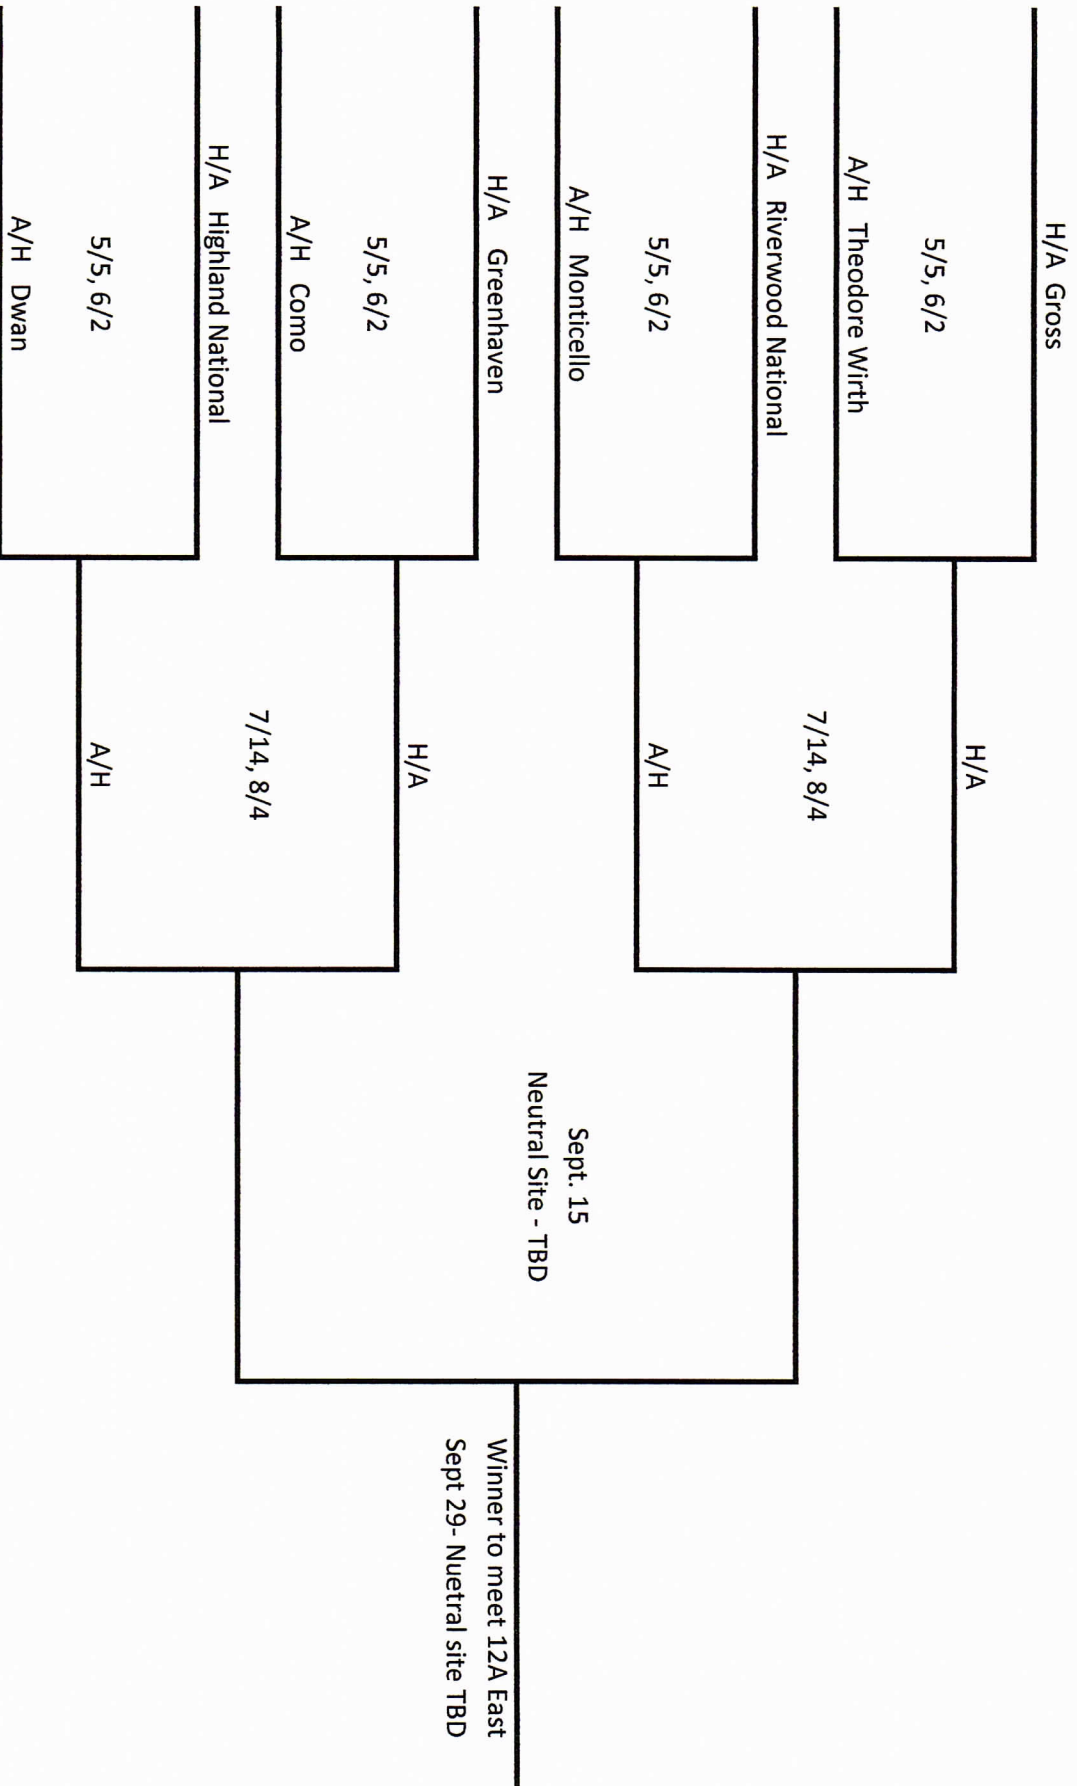 H/A Gross
5/5, 6/2
A/H Theodore Wirth
H/A Riverwood National
5/5, 6/2
A/H Monticello
H/A Greenhaven
5/5, 6/2
A/H Como
H/A Highland National
5/5, 6/2
A/H Dwan
H/A
7/14, 8/4
A/H
H/A
7/14, 8/4
A/H
Sept. 15
Neutral Site - TBD
Winner to meet 12A East
Sept 29- Nuetral site TBD